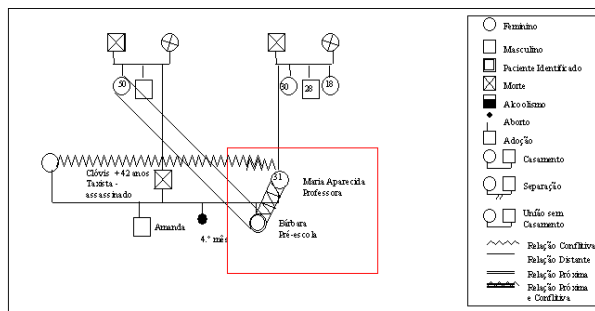 50
30
28
18
Clóvis +42 anos
Taxista -
assassinado
31
Maria Aparecida
Professora
Bárbara
Pré-escola
Amanda
4.º mês
Feminino
Masculino
Paciente Identificado
Morte
Alcoolismo
Aborto
Adoção
Casamento
Separação
União sem
Casamento
Relação Conflitiva
Relação Distante
Relação Próxima
Relação Próxima
e Conflitiva